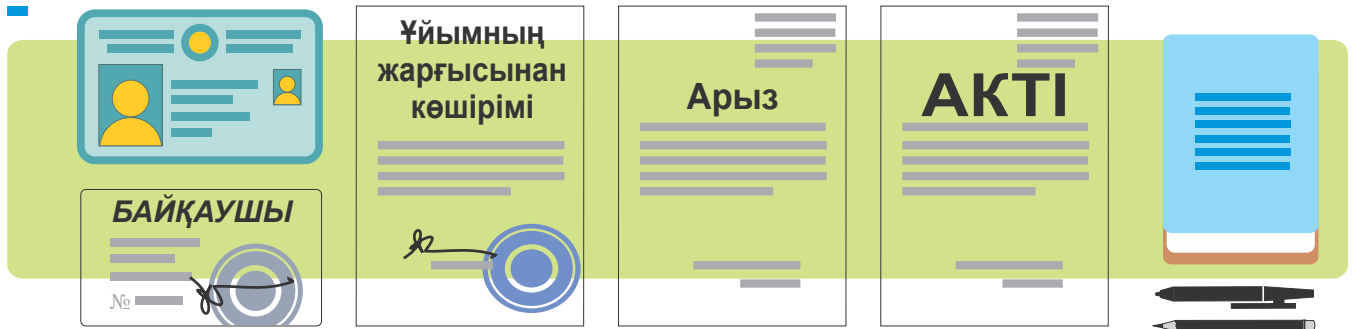 БАЙҚАУШЫ
№
Ұйымның
жарғысынан
көшірімі
Арыз
АКТІ